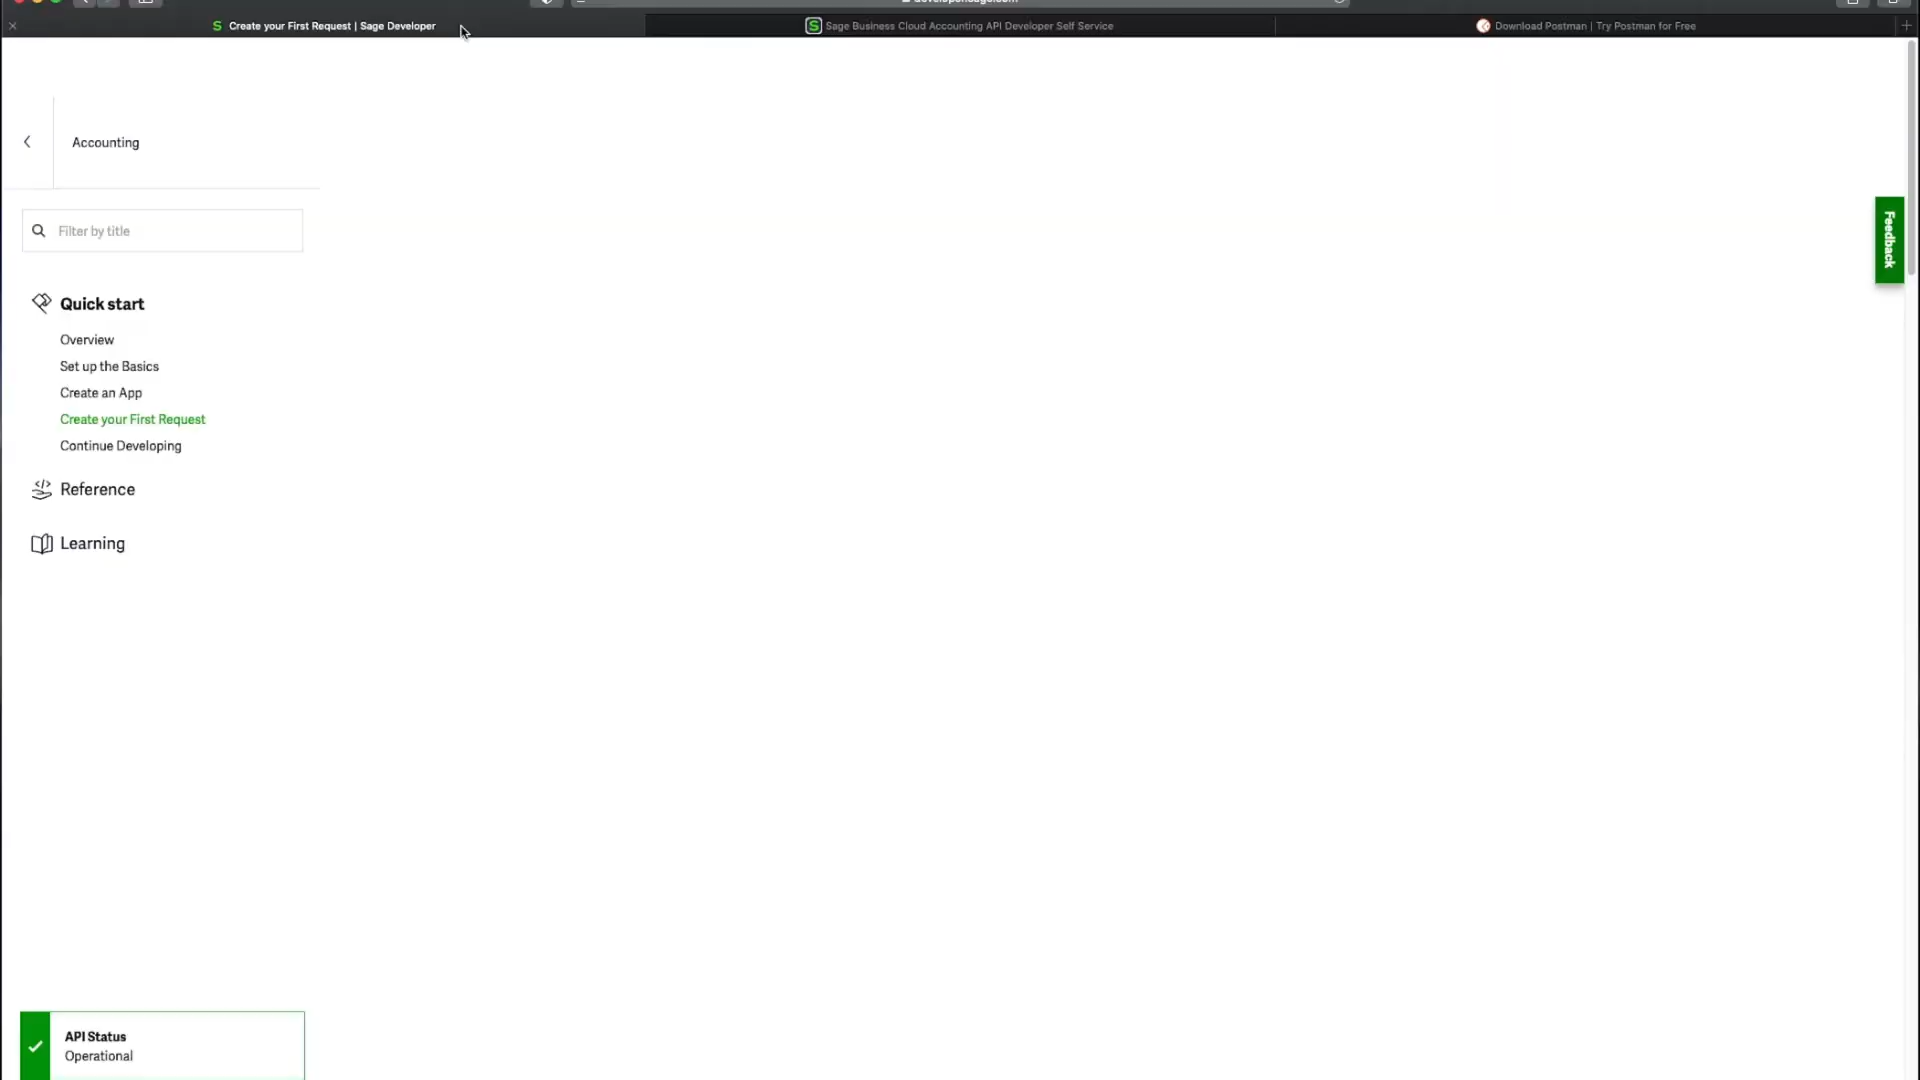 Create your First Request | Sage Developer
Sage Business Cloud Accounting API Developer Self Service
Download Postman | Try Postman for Free
Accounting
Filter by title
Feedback
Quick start
Overview
Set up the Basics
Create an App
Create your First Request
Continue Developing
Reference
Learning
API Status
Operational